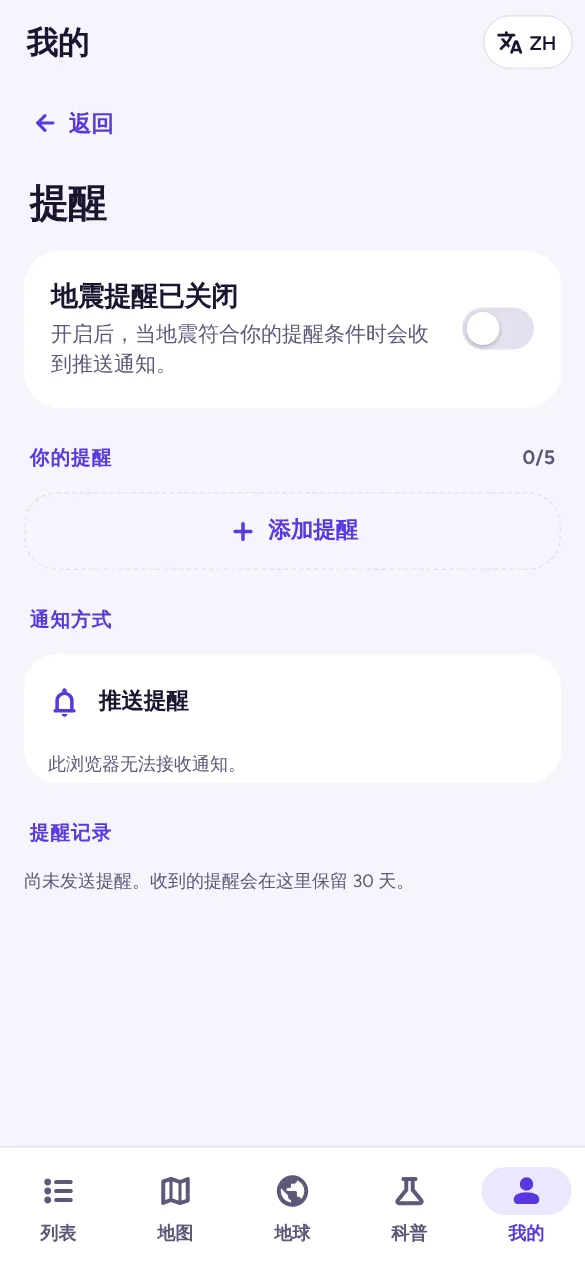 我的
ZH
返回
提醒
地震提醒已关闭
开启后，当地震符合你的提醒条件时会收
到推送通知。
你的提醒
0/5
添加提醒
通知方式
推送提醒
此浏览器无法接收通知。
提醒记录
尚未发送提醒。收到的提醒会在这里保留 30 天。
列表
地图
地球
科普
我的